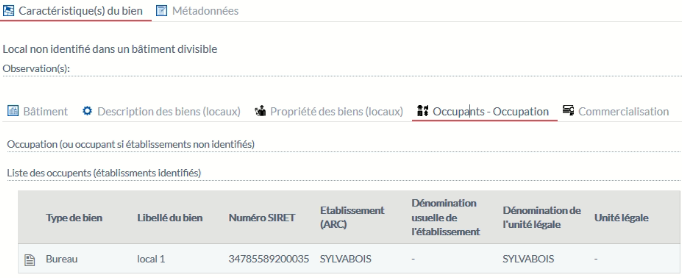 Caractéristique(s) du bien Métadonnées
Local non identifié dans un bâtiment divisible
Observation(s):
Bâtiment Description des biens (locaux) Propriété des biens (locaux) Occupants - Occupation Commercialisation
Occupation (ou occupant si établissements non identifiés)
Liste des occupents (établissments identifiés)
Type de bien Libellé du bien Numéro SIRET Etablissement (ARC) Dénomination usuelle de l'établissement Dénomination de l'unité légale Unité légale
Bureau local 1 34785589200035 SYLVABOIS - SYLVABOIS -